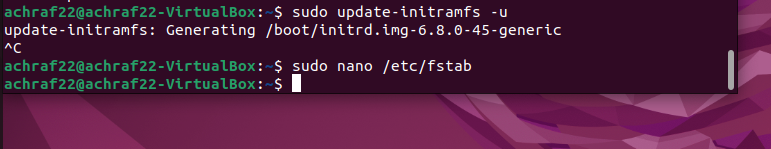 achraf22@achraf22-VirtualBox:~$ sudo update-initramfs -u
update-initramfs: Generating /boot/initrd.img-6.8.0-45-generic
^C
achraf22@achraf22-VirtualBox:~$ sudo nano /etc/fstab
achraf22@achraf22-VirtualBox:~$